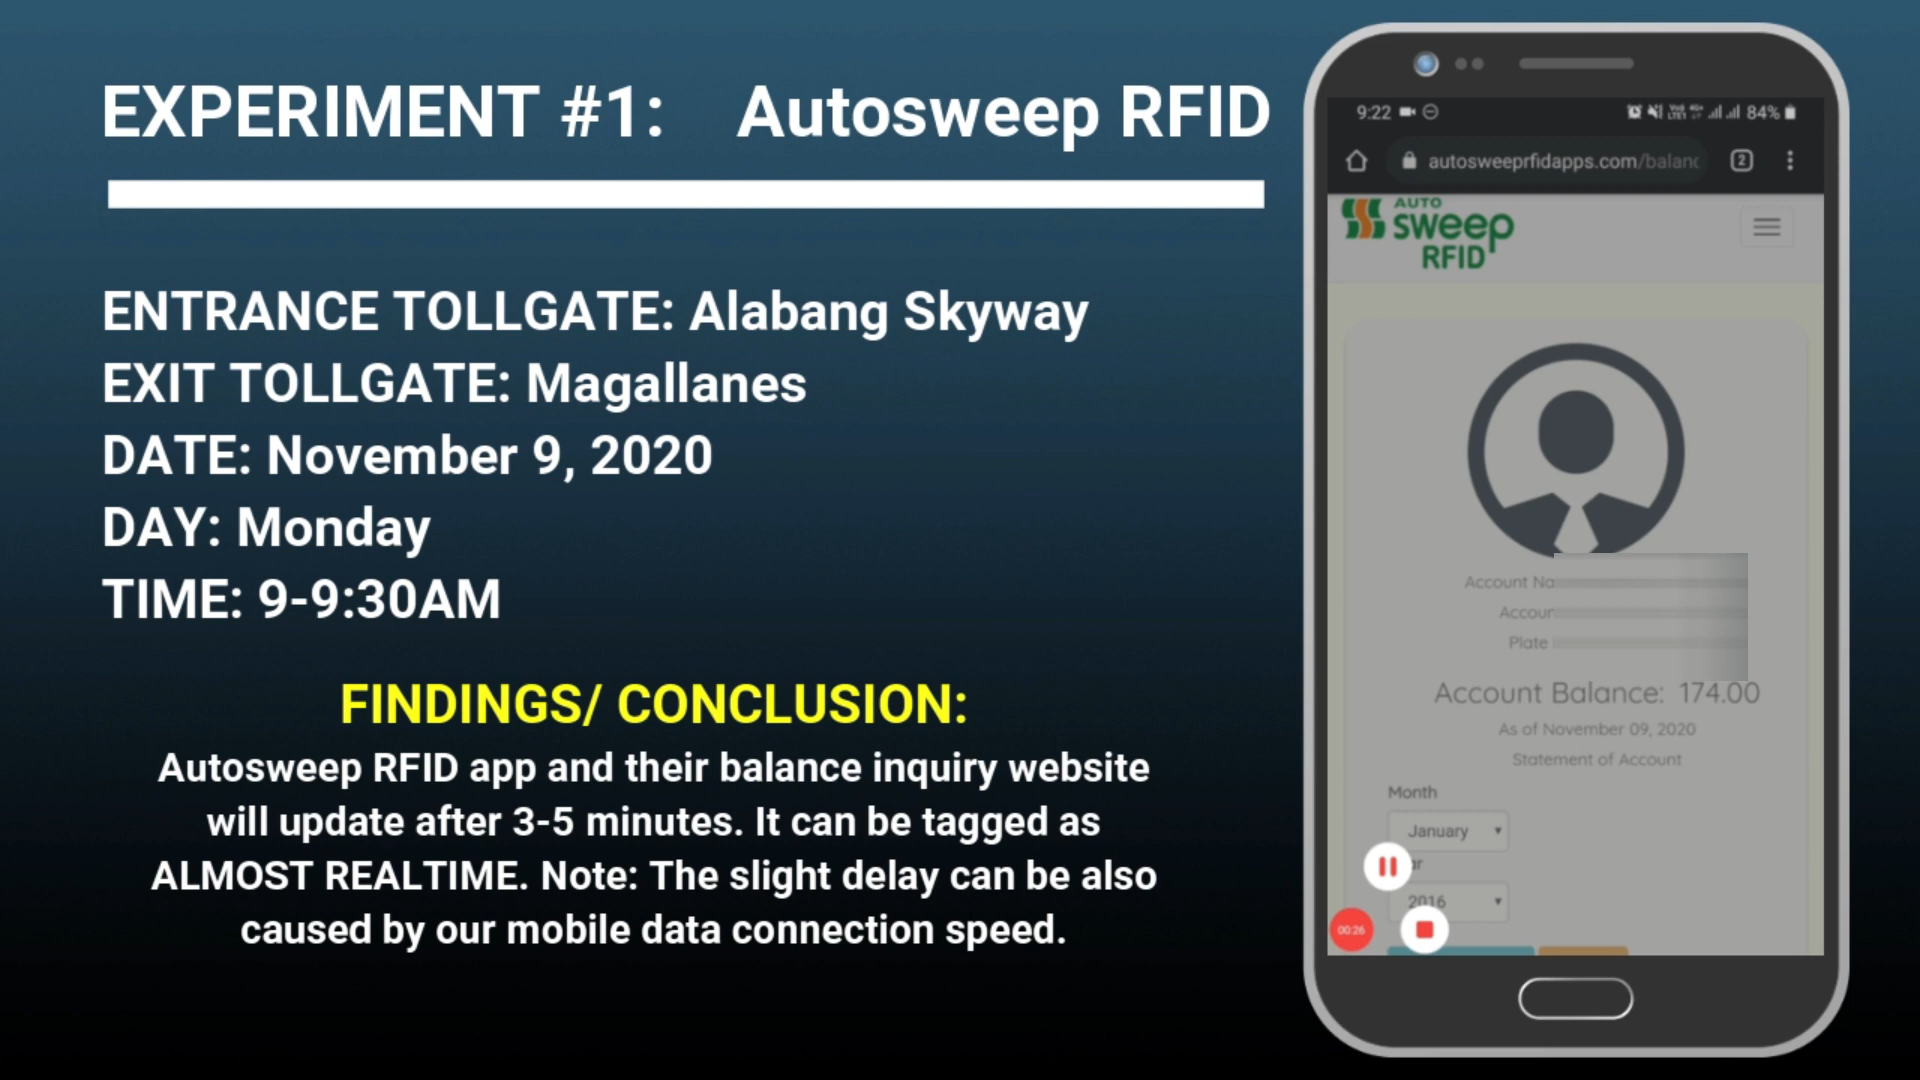 EXPERIMENT #1: Autosweep RFID
ENTRANCE TOLLGATE: Alabang Skyway
EXIT TOLLGATE: Magallanes
DATE: November 9, 2020
DAY: Monday
TIME: 9-9:30AM
FINDINGS/ CONCLUSION:
Autosweep RFID app and their balance inquiry website
will update after 3-5 minutes. It can be tagged as
ALMOST REALTIME. Note: The slight delay can be also
caused by our mobile data connection speed.
9:22 84%
autosweeprfidapps.com/balanc 2
AUTO
sweep
RFID
Account
Plate
Account Balance: 174.00
As of November 09, 2020
Statement of Account
Month
January
2016
00:26